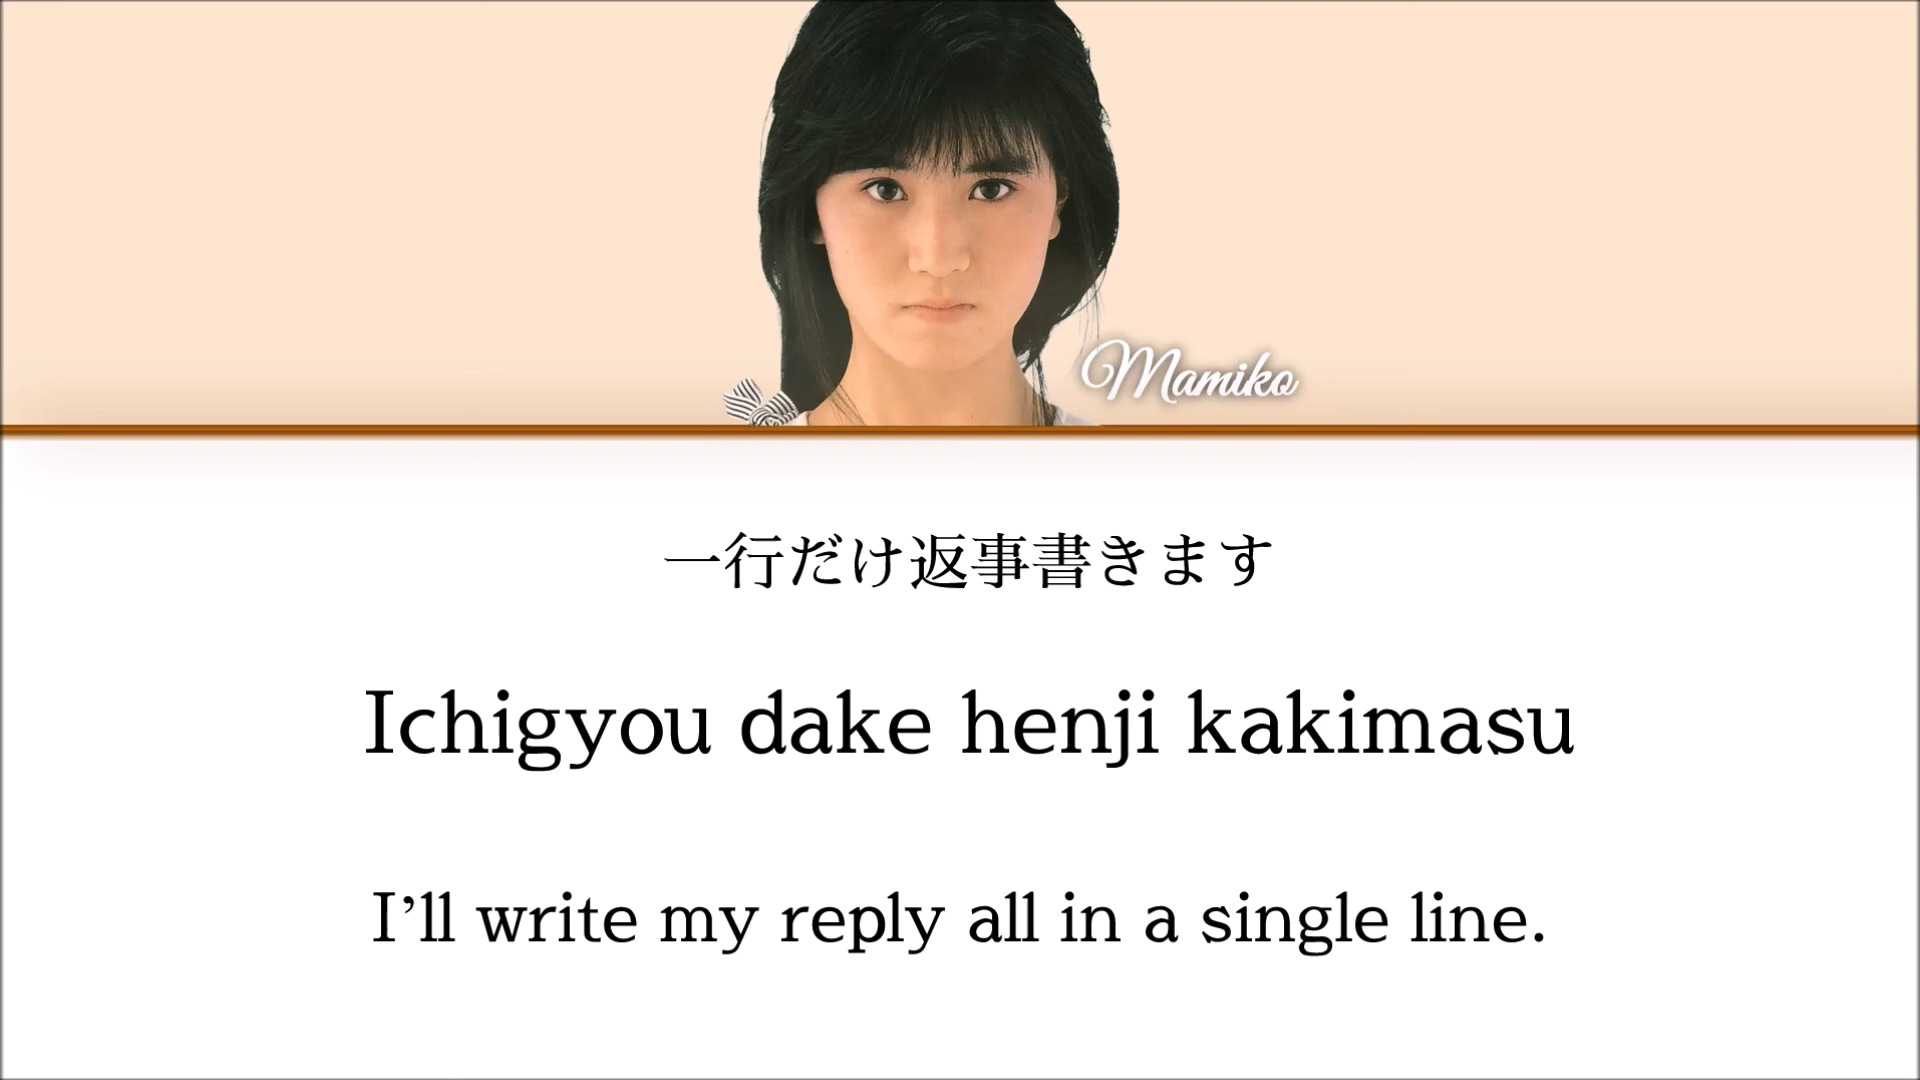 Mamiko
一行だけ返事書きます
Ichigyou dake henji kakimasu
I’ll write my reply all in a single line.